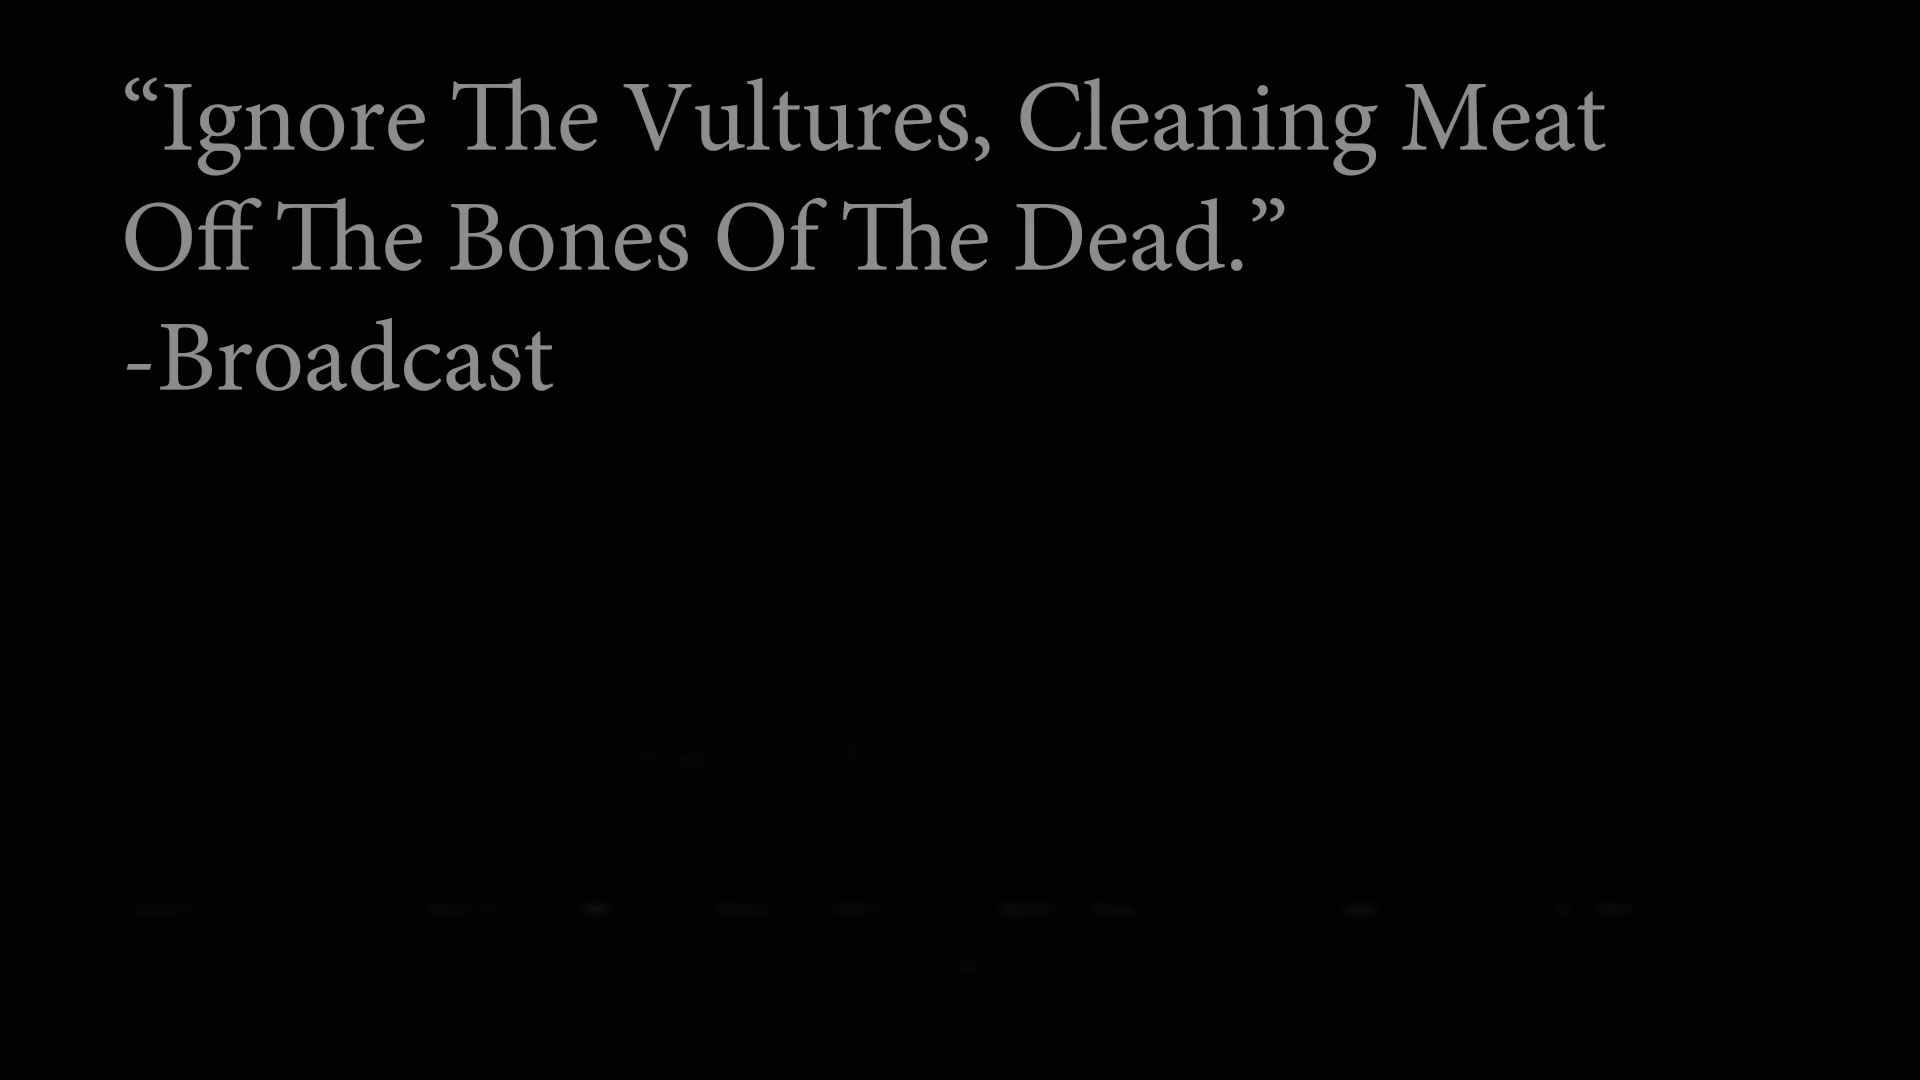 “Ignore The Vultures, Cleaning Meat
Off The Bones Of The Dead.”
-Broadcast